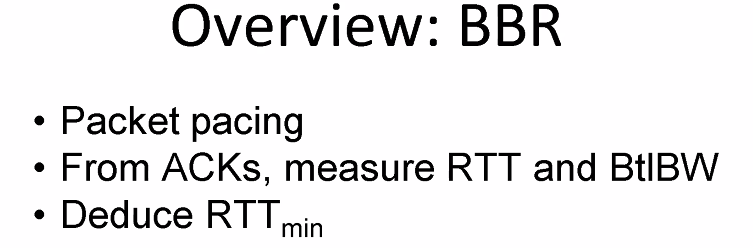 Overview: BBR
• Packet pacing
• From ACKs, measure RTT and BtlBW
• Deduce RTTmin